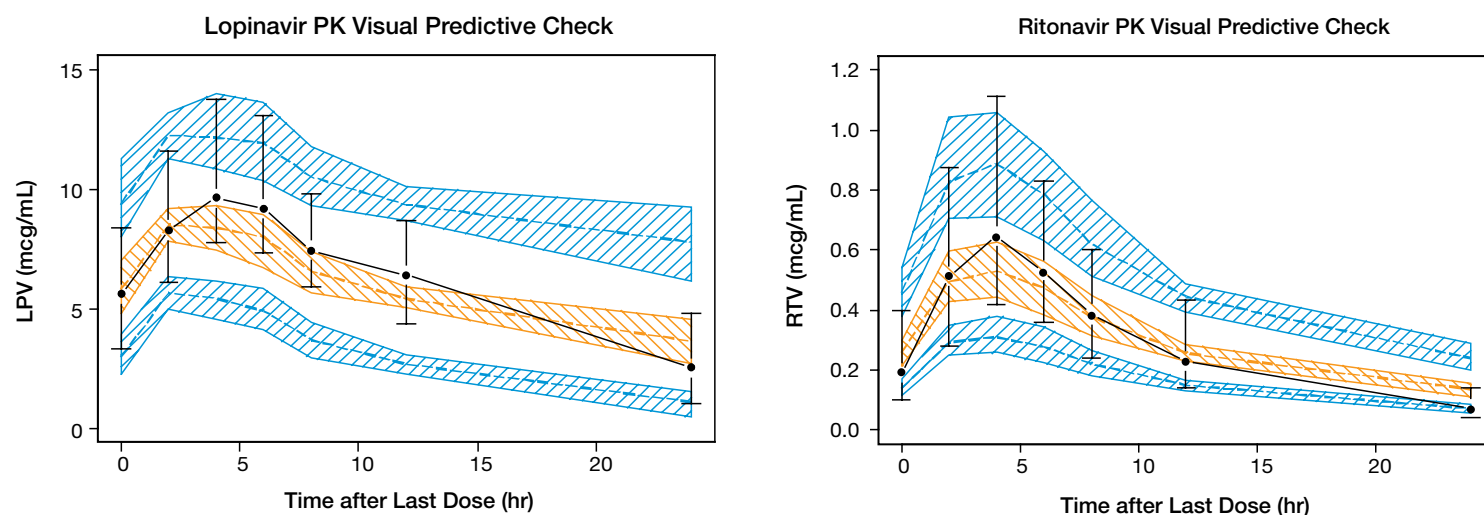 Lopinavir PK Visual Predictive Check
LPV (mcg/mL)
15
10
5
0
0 5 10 15 20
Time after Last Dose (hr)
Ritonavir PK Visual Predictive Check
RTV (mcg/mL)
1.2
1.0
0.8
0.6
0.4
0.2
0.0
0 5 10 15 20
Time after Last Dose (hr)